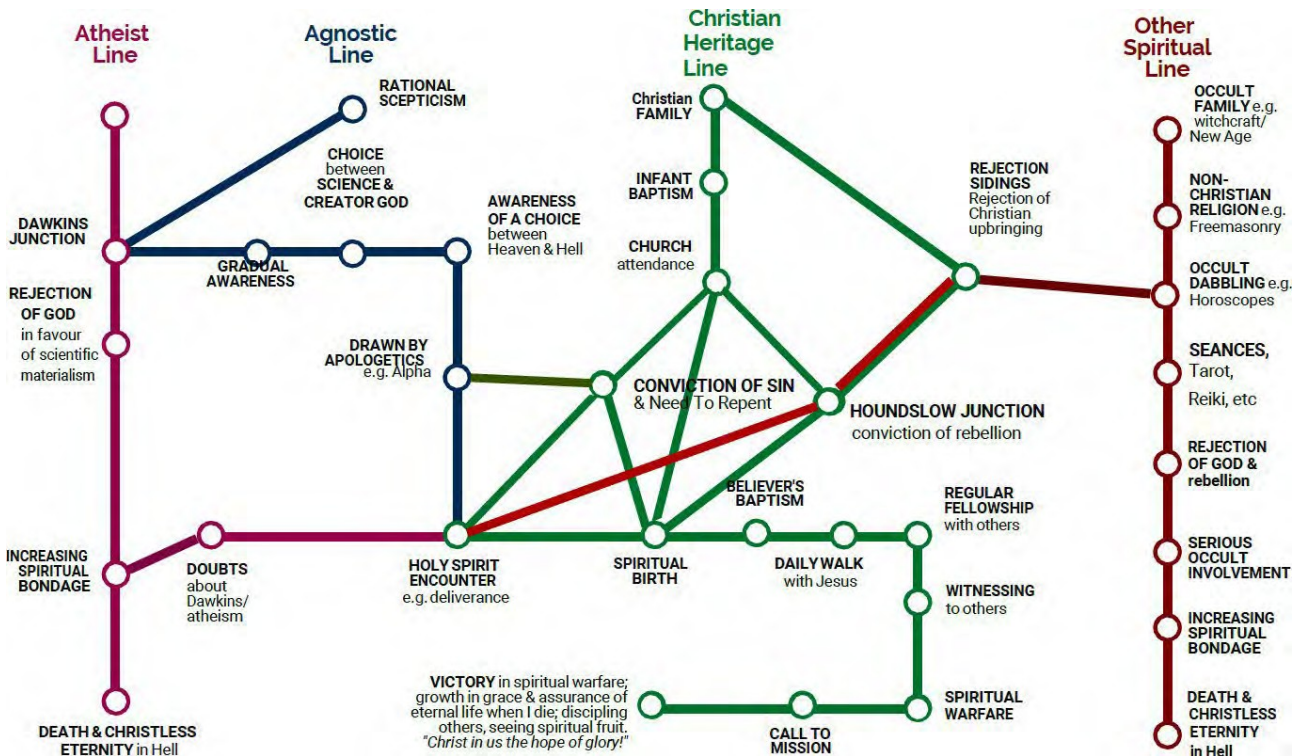 Atheist
Line
Agnostic
Line
Christian
Heritage
Line
Other
Spiritual
Line
RATIONAL
SCEPTICISM
Christian
FAMILY
OCCULT
FAMILY e.g.
witchcraft/
New Age
CHOICE
between
SCIENCE &
CREATOR GOD
INFANT
BAPTISM
REJECTION
SIDINGS
Rejection of
Christian
upbringing
NON-
CHRISTIAN
RELIGION e.g.
Freemasonry
DAWKINS
JUNCTION
AWARENESS
OF A CHOICE
between
Heaven & Hell
CHURCH
attendance
GRADUAL
AWARENESS
OCCULT
DABBLING e.g.
Horoscopes
REJECTION
OF GOD
in favour
of scientific
materialism
DRAWN BY
APOLOGETICS
e.g. Alpha
CONVICTION OF SIN
& Need To Repent
HOUNDSLOW JUNCTION
conviction of rebellion
SEANCES,
Tarot,
Reiki, etc
REJECTION
OF GOD &
rebellion
BELIEVER'S
BAPTISM
REGULAR
FELLOWSHIP
with others
INCREASING
SPIRITUAL
BONDAGE
DOUBTS
about
Dawkins/
atheism
HOLY SPIRIT
ENCOUNTER
e.g. deliverance
SPIRITUAL
BIRTH
DAILY WALK
with Jesus
SERIOUS
OCCULT
INVOLVEMENT
WITNESSING
to others
INCREASING
SPIRITUAL
BONDAGE
VICTORY in spiritual warfare;
growth in grace & assurance of
eternal life when I die; discipling
others, seeing spiritual fruit.
"Christ in us the hope of glory!"
CALL TO
MISSION
SPIRITUAL
WARFARE
DEATH & CHRISTLESS
ETERNITY in Hell
DEATH &
CHRISTLESS
ETERNITY
in Hell